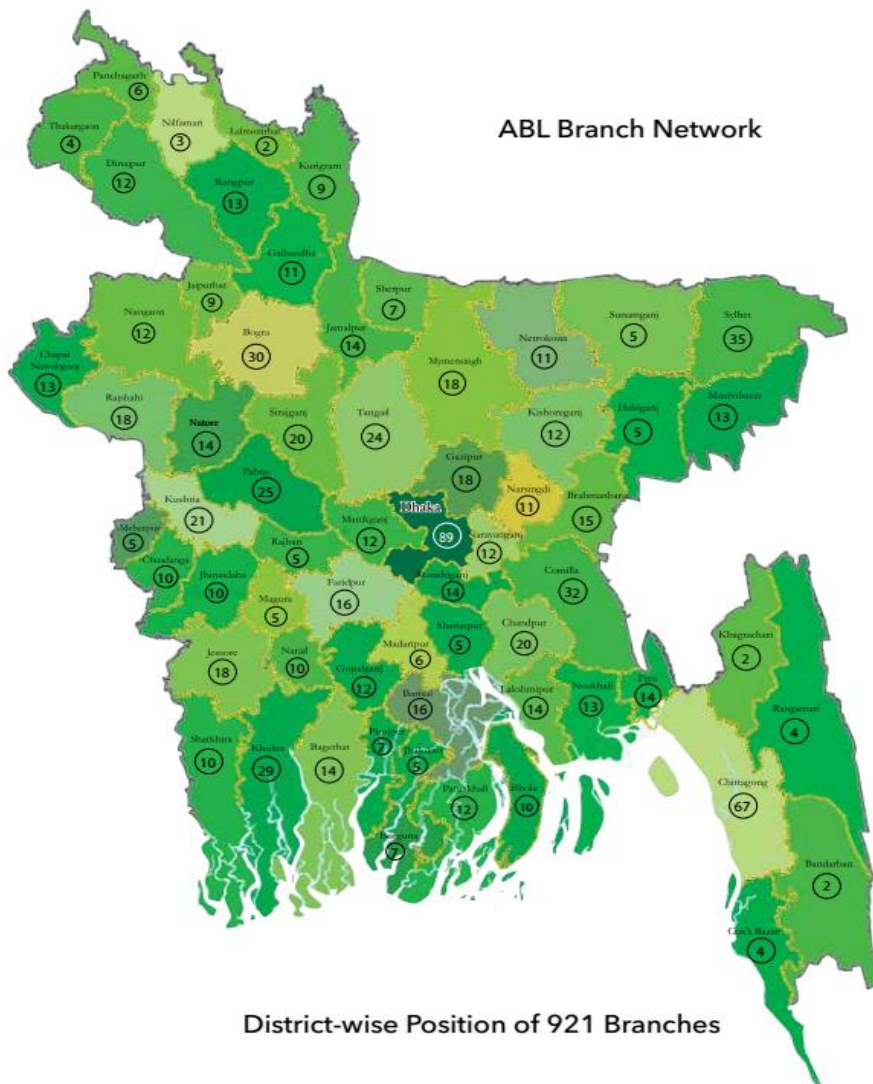 ABL Branch Network
Panchagarh
6
Thakurgaon
4
Nilfamari
3
Lalmonirhat
2
Dinajpur
12
Rangpur
13
Kurigram
9
Gaibandha
11
Jaipurhat
9
Sherpur
7
Naugaon
12
Bogra
30
Jamalpur
14
Mymensingh
18
Netrokona
11
Sunamganj
5
Sylhet
35
Chapai
Nawabganj
13
Rajshahi
18
Natore
14
Sirajganj
20
Tangail
24
Kishoreganj
12
Habiganj
5
Maulvibazar
13
Pabna
25
Gazipur
18
Narsingdi
11
Brahmanbaria
15
Kushtia
21
Meherpur
5
Chuadanga
10
Jhinaidaha
10
Rajbari
5
Manikganj
12
Dhaka
89
Narayanganj
12
Munshiganj
14
Comilla
32
Magura
5
Faridpur
16
Madaripur
6
Shariatpur
5
Chandpur
20
Jessore
18
Narail
10
Gopalganj
12
Barisal
16
Lakshmipur
14
Noakhali
13
Feni
14
Khagrachari
2
Rangamati
4
Satkhira
10
Khulna
29
Bagerhat
14
Pirojpur
7
5
Patuakhali
12
Bhola
10
Barguna
7
Chittagong
67
Bandarban
2
Cox's Bazar
4
District-wise Position of 921 Branches